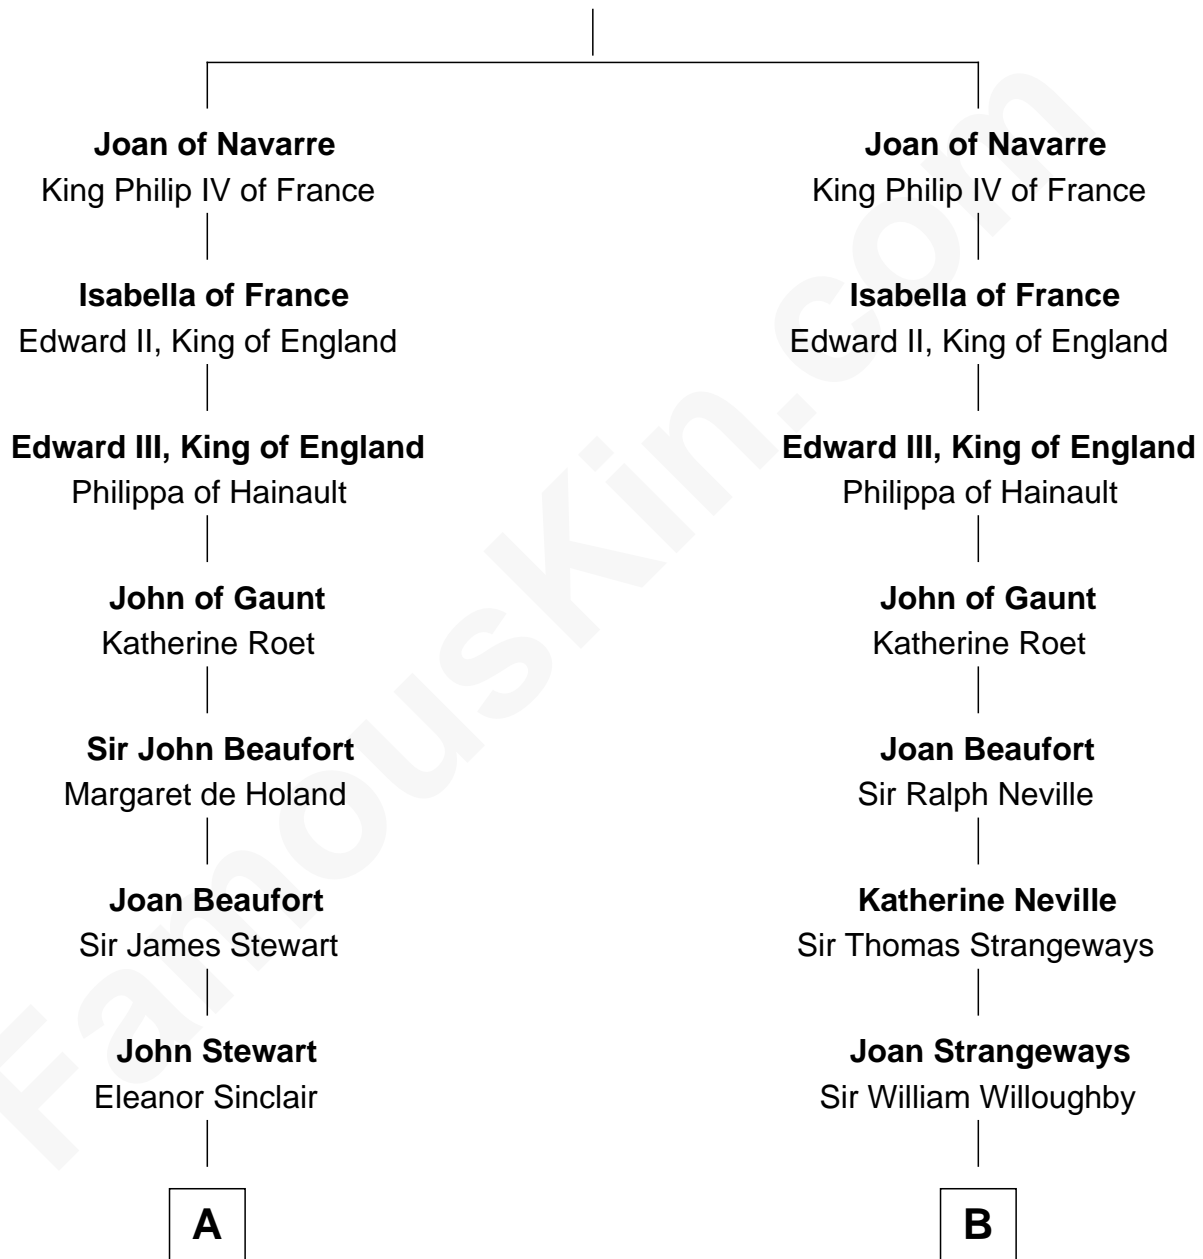 Joan of Navarre
King Philip IV of France
Isabella of France
Edward II, King of England
Edward III, King of England
Philippa of Hainault
John of Gaunt
Katherine Roet
Sir John Beaufort
Margaret de Holand
Joan Beaufort
Sir James Stewart
John Stewart
Eleanor Sinclair
A
Joan of Navarre
King Philip IV of France
Isabella of France
Edward II, King of England
Edward III, King of England
Philippa of Hainault
John of Gaunt
Katherine Roet
Joan Beaufort
Sir Ralph Neville
Katherine Neville
Sir Thomas Strangeways
Joan Strangeways
Sir William Willoughby
B
FamousKin.com